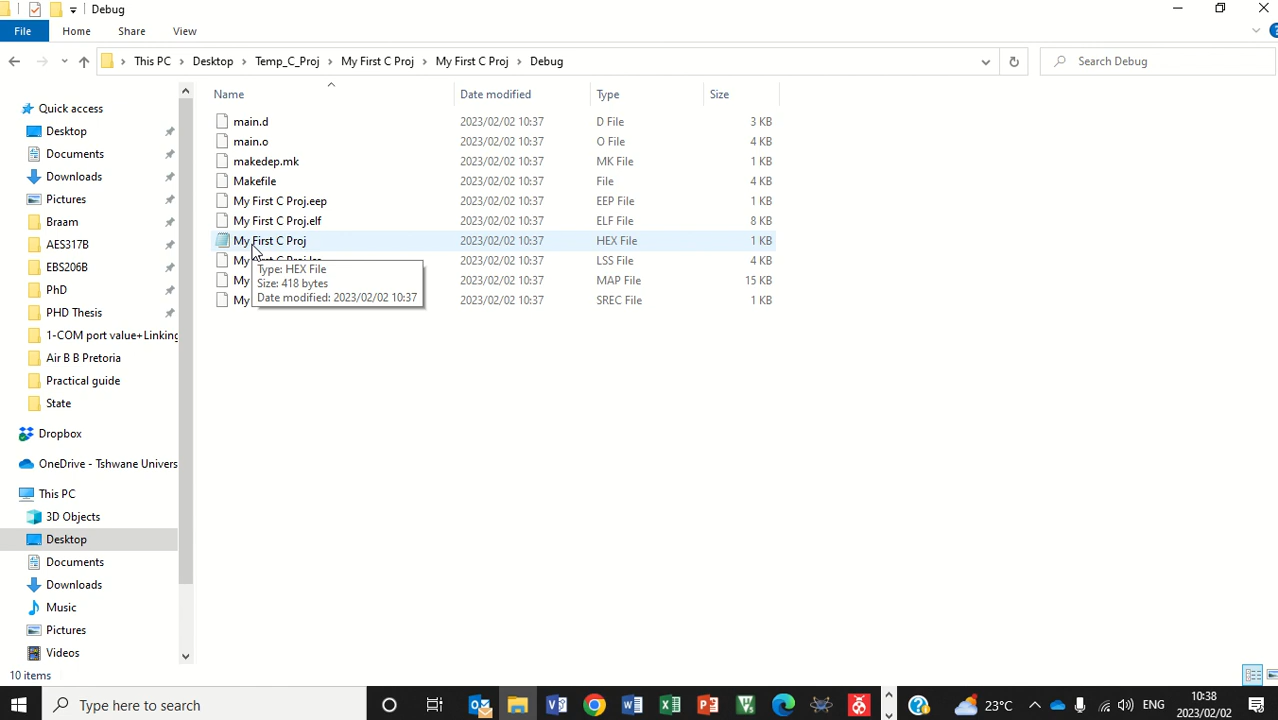 Debug
File Home Share View
This PC Desktop Temp_C_Proj My First C Proj My First C Proj Debug
Search Debug
Name Date modified Type Size
main.d 2023/02/02 10:37 D File 3 KB
main.o 2023/02/02 10:37 O File 4 KB
makedep.mk 2023/02/02 10:37 MK File 1 KB
Makefile 2023/02/02 10:37 File 4 KB
My First C Proj.eep 2023/02/02 10:37 EEP File 1 KB
My First C Proj.elf 2023/02/02 10:37 ELF File 8 KB
My First C Proj 2023/02/02 10:37 HEX File 1 KB
My 2023/02/02 10:37 LSS File 4 KB
My 2023/02/02 10:37 MAP File 15 KB
My 2023/02/02 10:37 SREC File 1 KB
Type: HEX File
Size: 418 bytes
Date modified: 2023/02/02 10:37
Quick access
Desktop
Documents
Downloads
Pictures
Braam
AES317B
EBS206B
PhD
PHD Thesis
1-COM port value+Linking
Air B B Pretoria
Practical guide
State
Dropbox
OneDrive - Tshwane Univers
This PC
3D Objects
Desktop
Documents
Downloads
Music
Pictures
Videos
10 items
Type here to search
23°C
ENG
10:38
2023/02/02